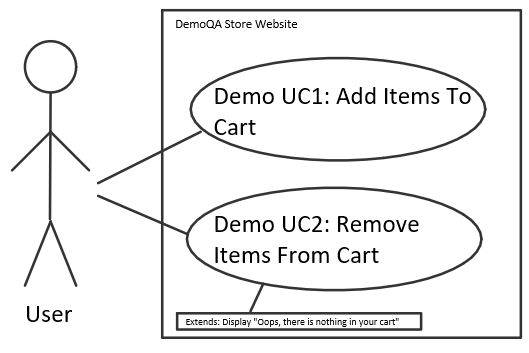 DemoQA Store Website
Demo UC1: Add Items To
Cart
Demo UC2: Remove
Items From Cart
Extends: Display "Oops, there is nothing in your cart"
User